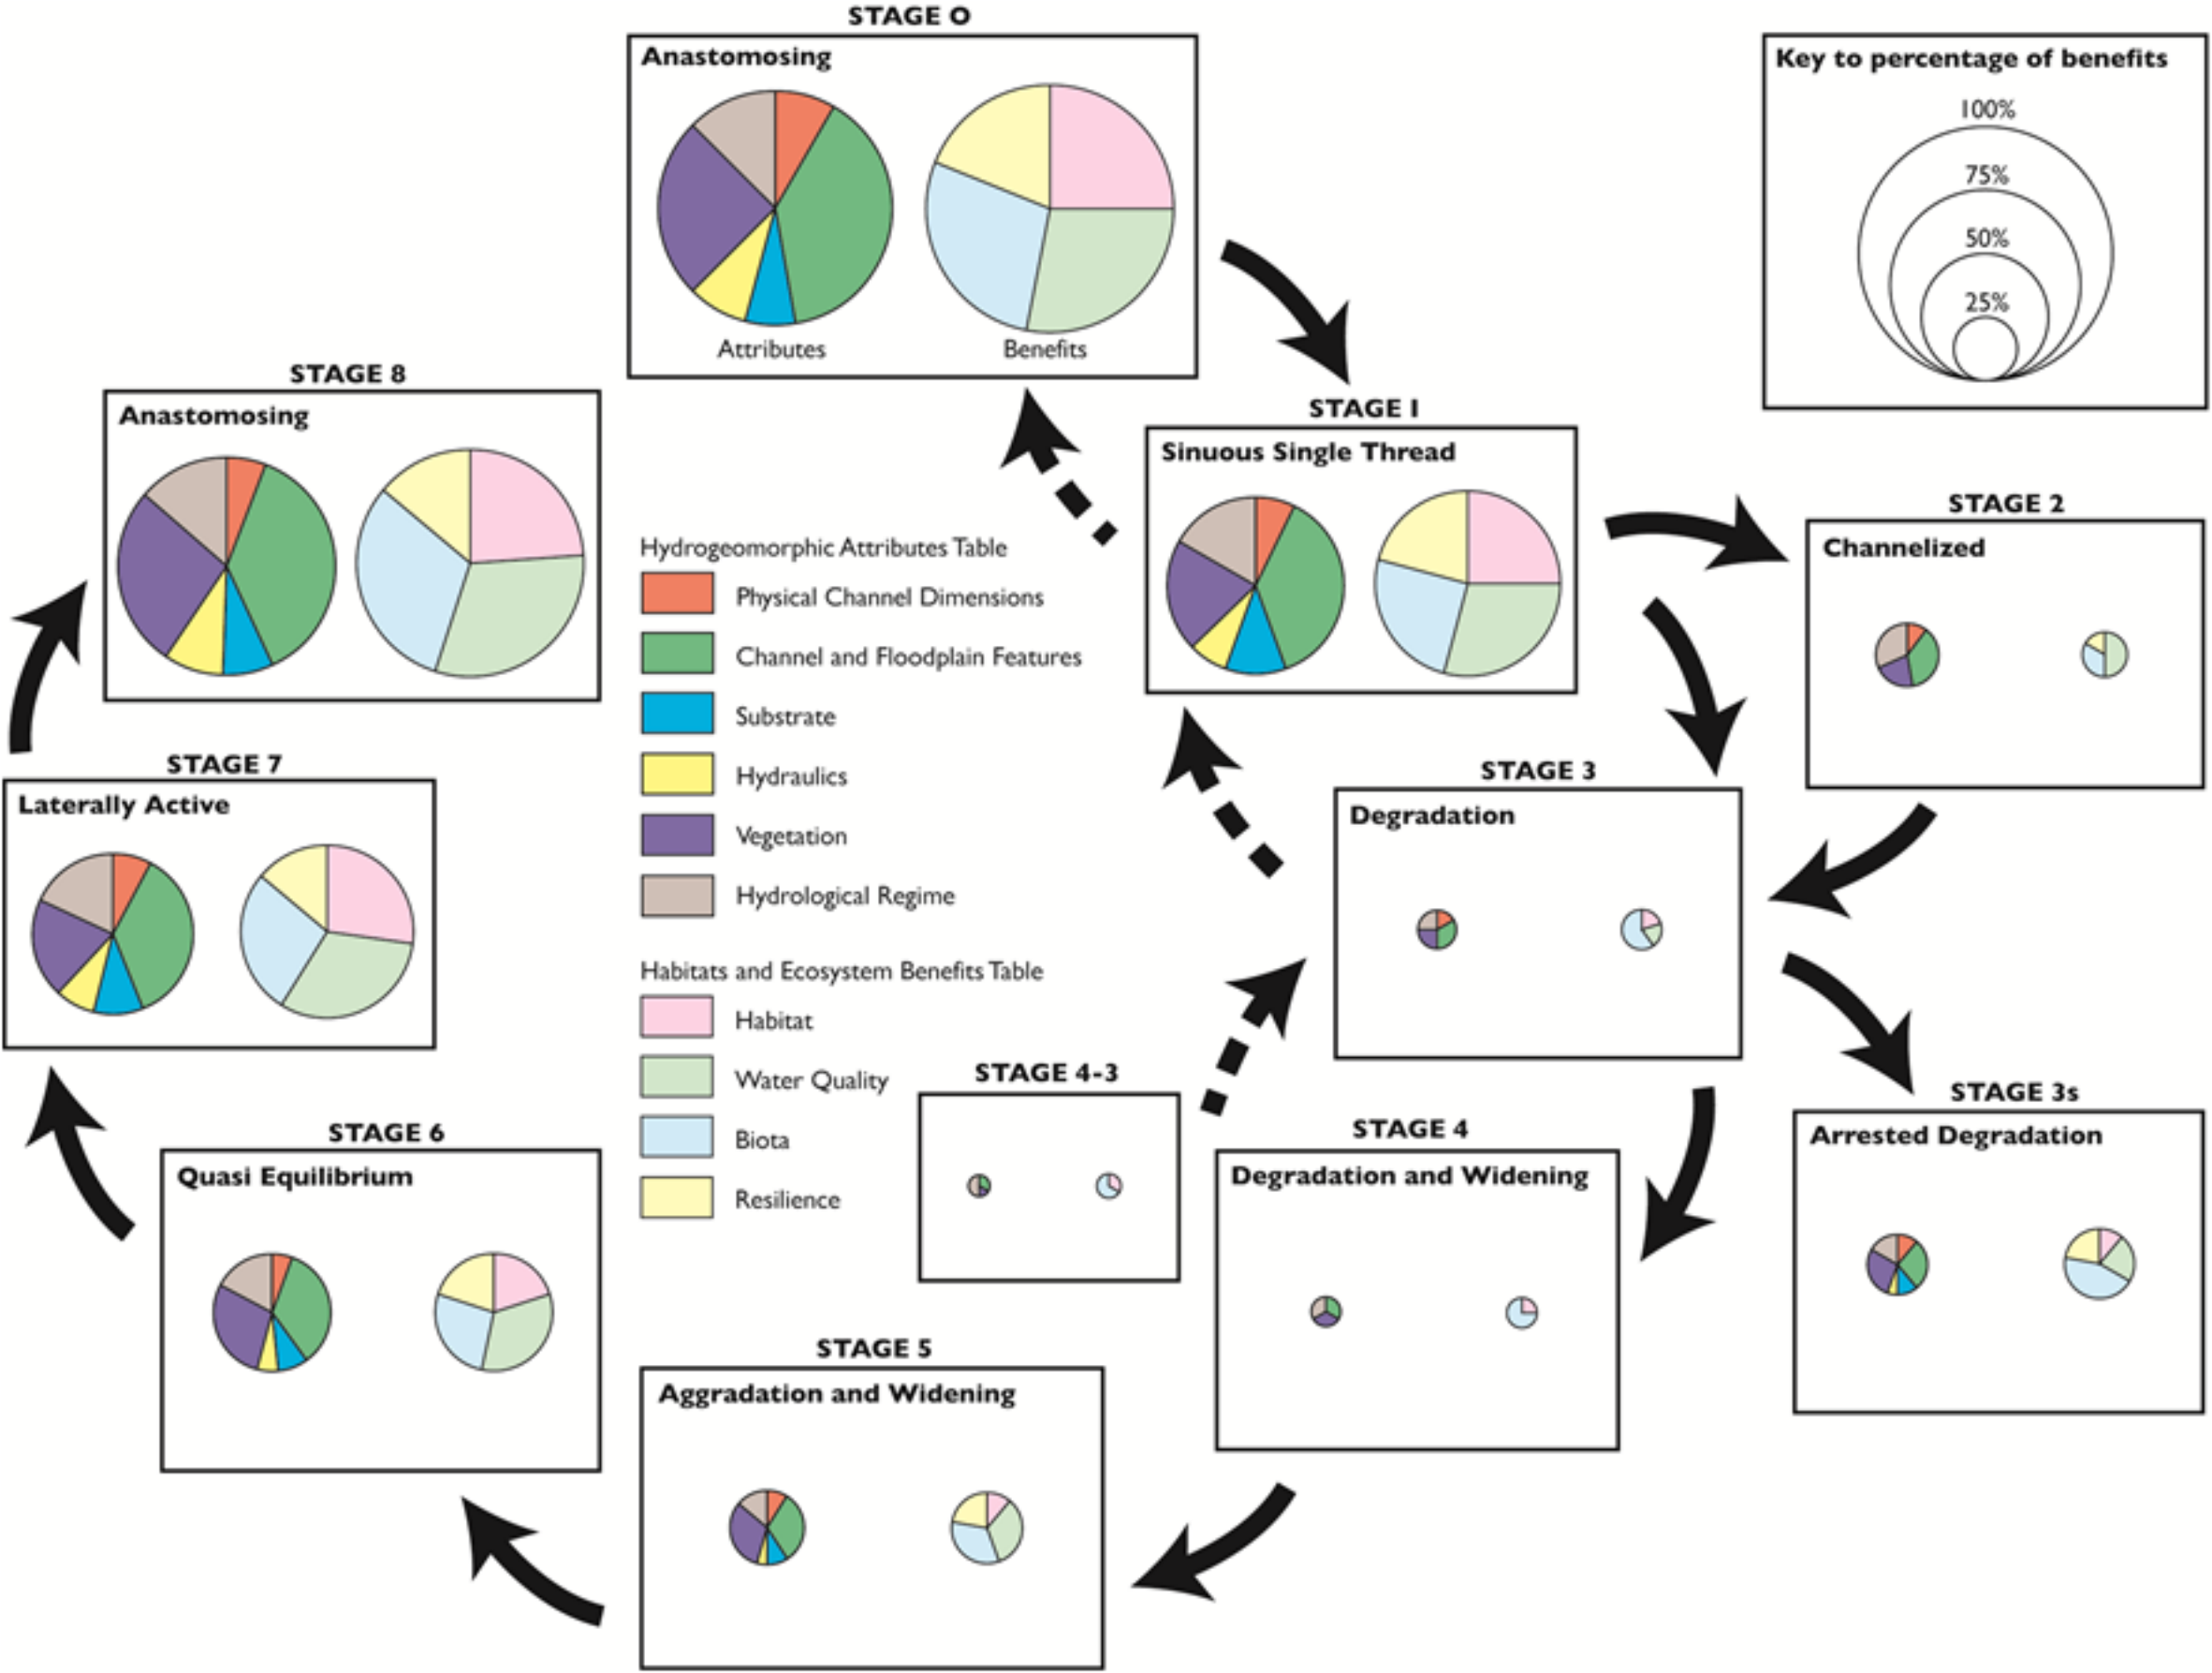 STAGE O
Anastomosing
Attributes
Benefits
Key to percentage of benefits
100%
75%
50%
25%
STAGE 8
Anastomosing
STAGE I
Sinuous Single Thread
STAGE 2
Channelized
Hydrogeomorphic Attributes Table
Physical Channel Dimensions
Channel and Floodplain Features
Substrate
Hydraulics
Vegetation
Hydrological Regime
Habitats and Ecosystem Benefits Table
Habitat
Water Quality
Biota
Resilience
STAGE 7
Laterally Active
STAGE 3
Degradation
STAGE 4-3
STAGE 3s
Arrested Degradation
STAGE 6
Quasi Equilibrium
STAGE 4
Degradation and Widening
STAGE 5
Aggradation and Widening